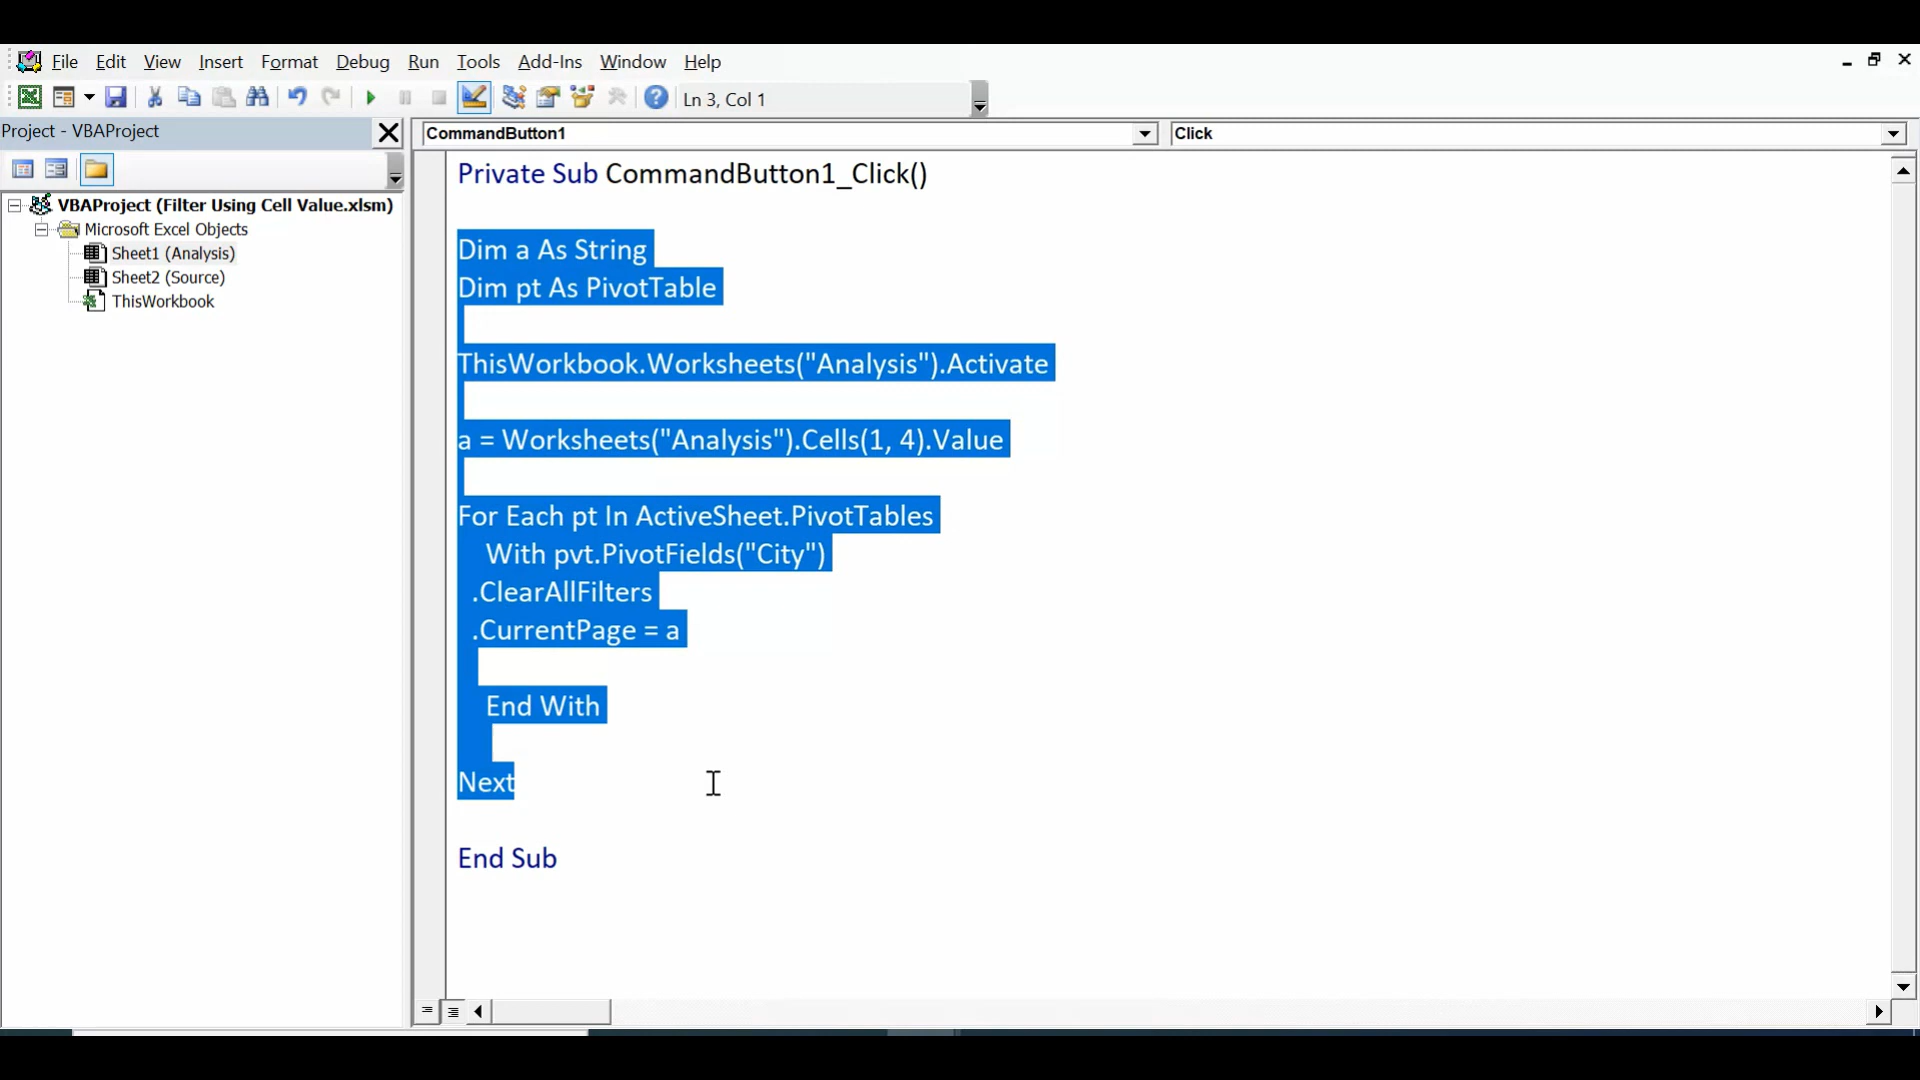 File Edit View Insert Format Debug Run Tools Add-Ins Window Help
Ln 3, Col 1
Project - VBAProject
CommandButton1
Click
VBAProject (Filter Using Cell Value.xlsm)
Microsoft Excel Objects
Sheet1 (Analysis)
Sheet2 (Source)
ThisWorkbook
Private Sub CommandButton1_Click()
Dim a As String
Dim pt As PivotTable
ThisWorkbook.Worksheets("Analysis").Activate
a = Worksheets("Analysis").Cells(1, 4).Value
For Each pt In ActiveSheet.PivotTables
With pvt.PivotFields("City")
.ClearAllFilters
.CurrentPage = a
End With
Next
End Sub